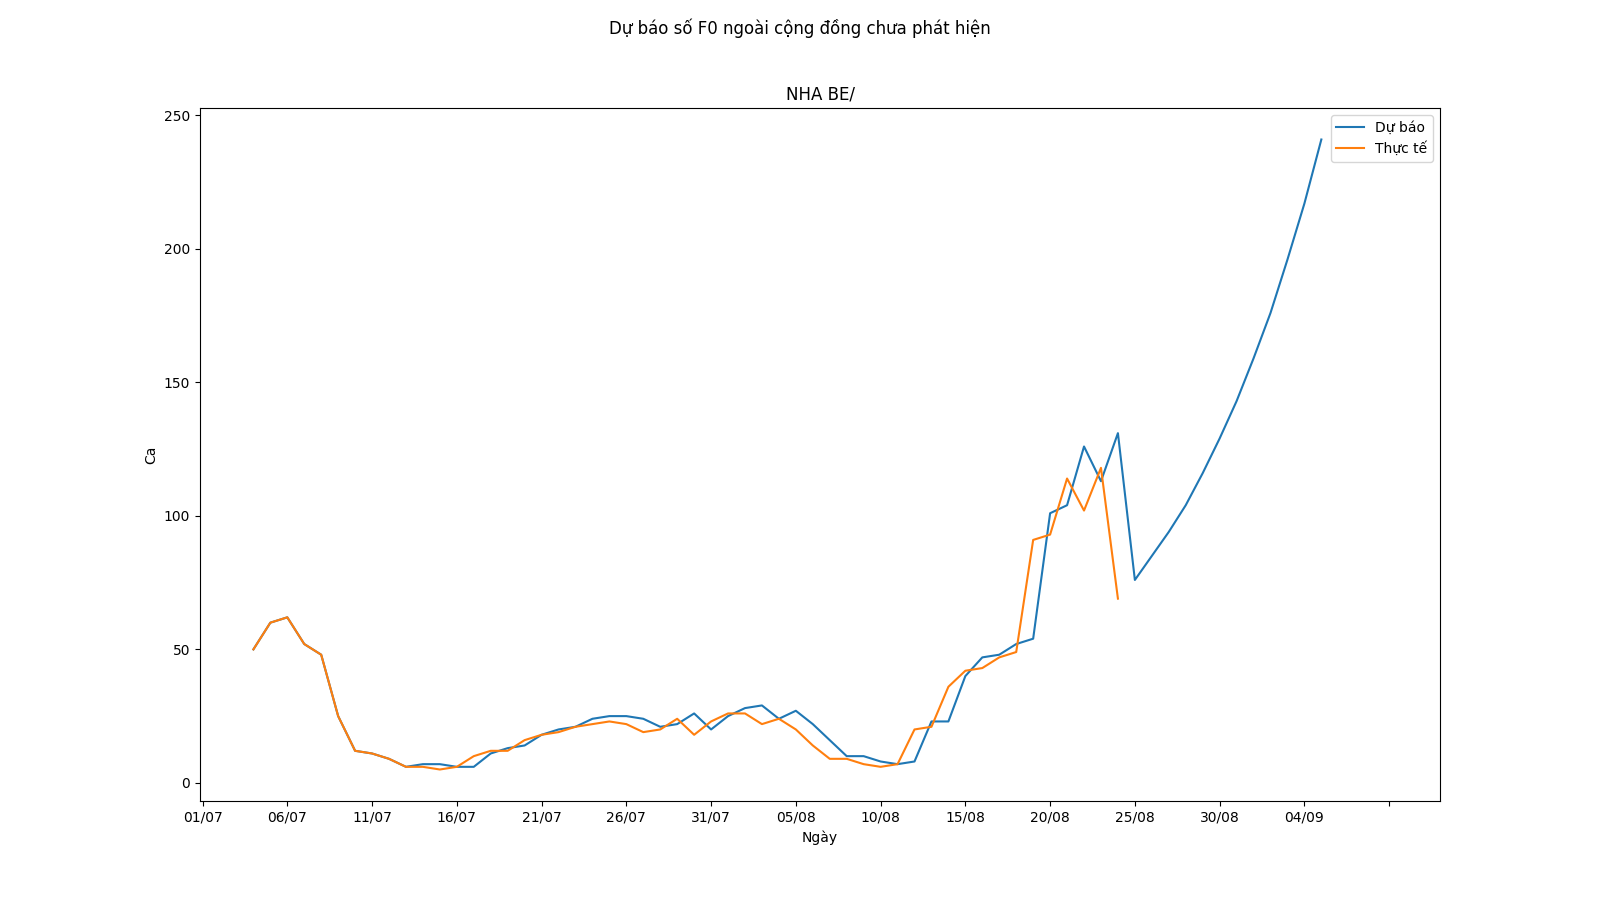 Dự báo số F0 ngoài cộng đồng chưa phát hiện
NHA BE/
250
200
150
100
50
0
Ca
Dự báo
Thực tế
01/07 06/07 11/07 16/07 21/07 26/07 31/07 05/08 10/08 15/08 20/08 25/08 30/08 04/09
Ngày